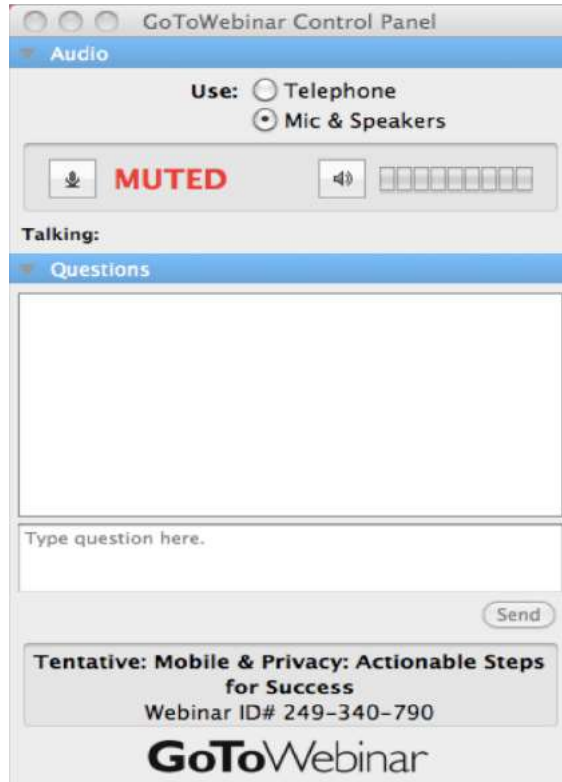 GoToWebinar Control Panel
Audio
Use: Telephone
Mic & Speakers
MUTED
Talking:
Questions
Type question here.
Send
Tentative: Mobile & Privacy: Actionable Steps
for Success
Webinar ID# 249-340-790
GoToWebinar